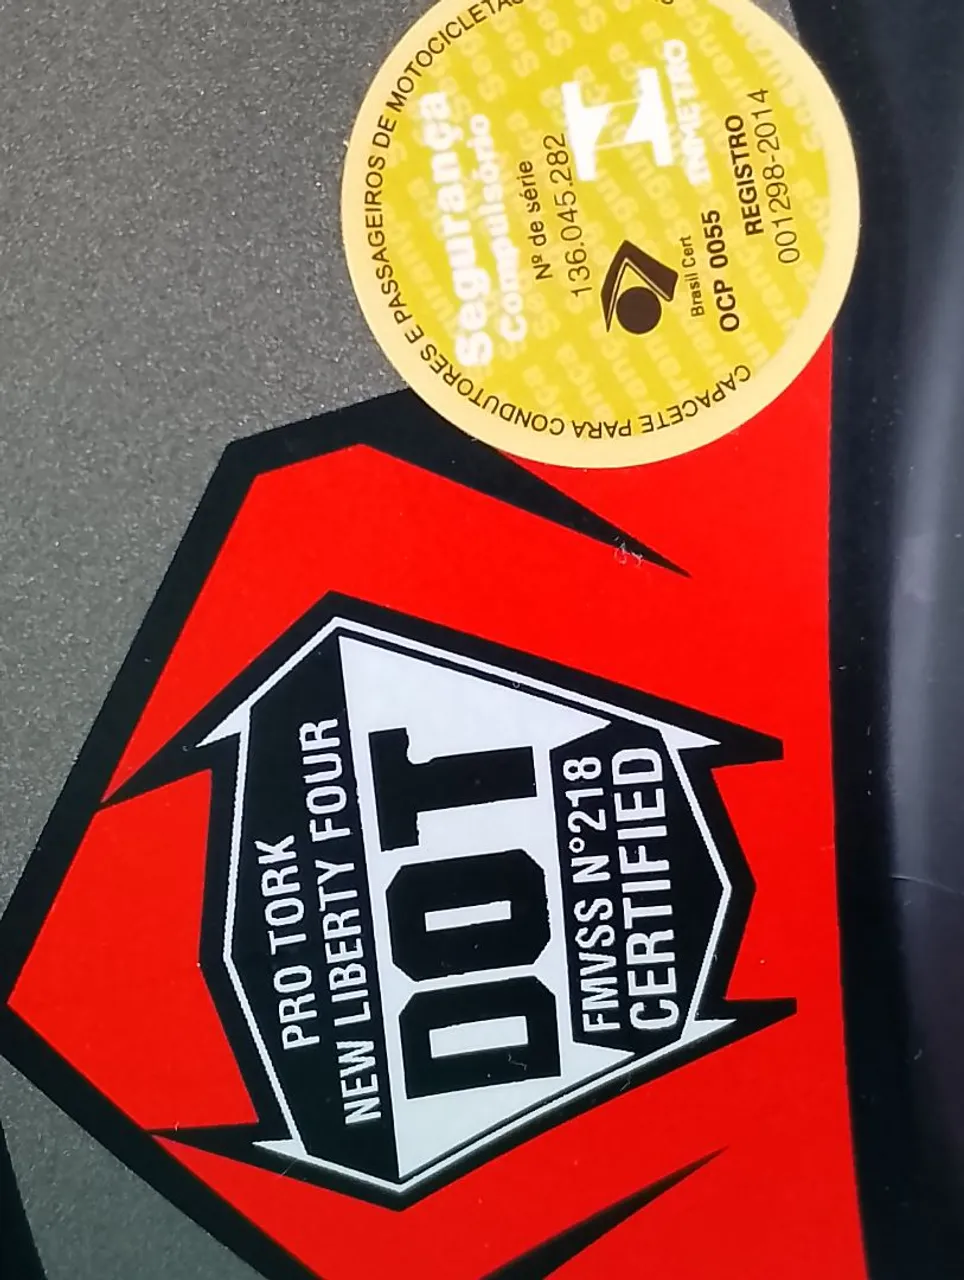 CAPACETE PARA CONDUTORES E PASSAGEIROS DE MOTOCICLETAS
Segurança
Compulsório
Nº de série
136.045.282
INMETRO
Brasil Cert
OCP 0055
REGISTRO
001298-2014
PRO TORK
NEW LIBERTY FOUR
DOT
FMVSS N°218
CERTIFIED